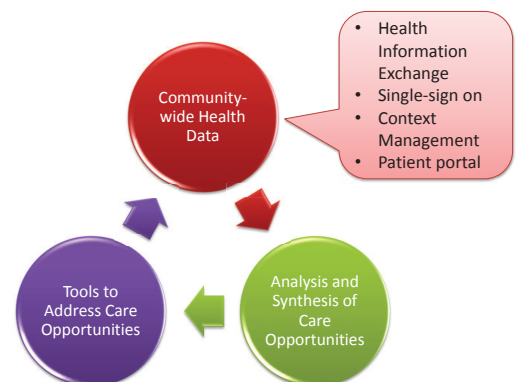 Community-
wide Health
Data
• Health
Information
Exchange
• Single-sign on
• Context
Management
• Patient portal
Analysis and
Synthesis of
Care
Opportunities
Tools to
Address Care
Opportunities